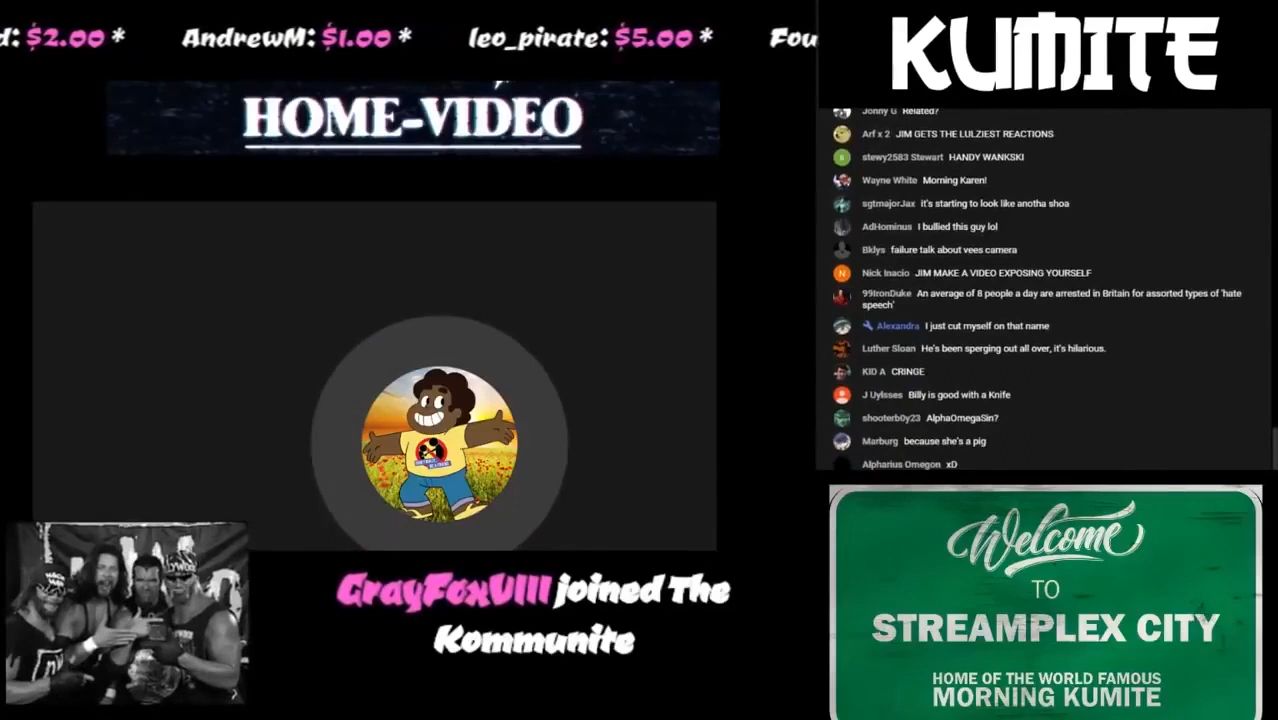 d: $2.00 * AndrewM: $1.00 * leo_pirate: $5.00 * Fou
KUMITE
HOME-VIDEO
Jonny G Related?
Arf x 2 JIM GETS THE LULZIEST REACTIONS
stewy2583 Stewart HANDY WANKSKI
Wayne White Morning Karen!
sgtmajorJax it's starting to look like anotha shoa
AdHominus I bullied this guy lol
Bklys failure talk about vees camera
Nick Inacio JIM MAKE A VIDEO EXPOSING YOURSELF
99IronDuke An average of 8 people a day are arrested in Britain for assorted types of 'hate
speech'
Alexandra I just cut myself on that name
Luther Sloan He's been sperging out all over, it's hilarious.
KID A CRINGE
J Uylsses Billy is good with a Knife
shooterb0y23 AlphaOmegaSin?
Marburg because she's a pig
Alpharius Omegon xD
GrayFoxVIII joined The
Kommunite
Welcome
TO
STREAMPLEX CITY
HOME OF THE WORLD FAMOUS
MORNING KUMITE